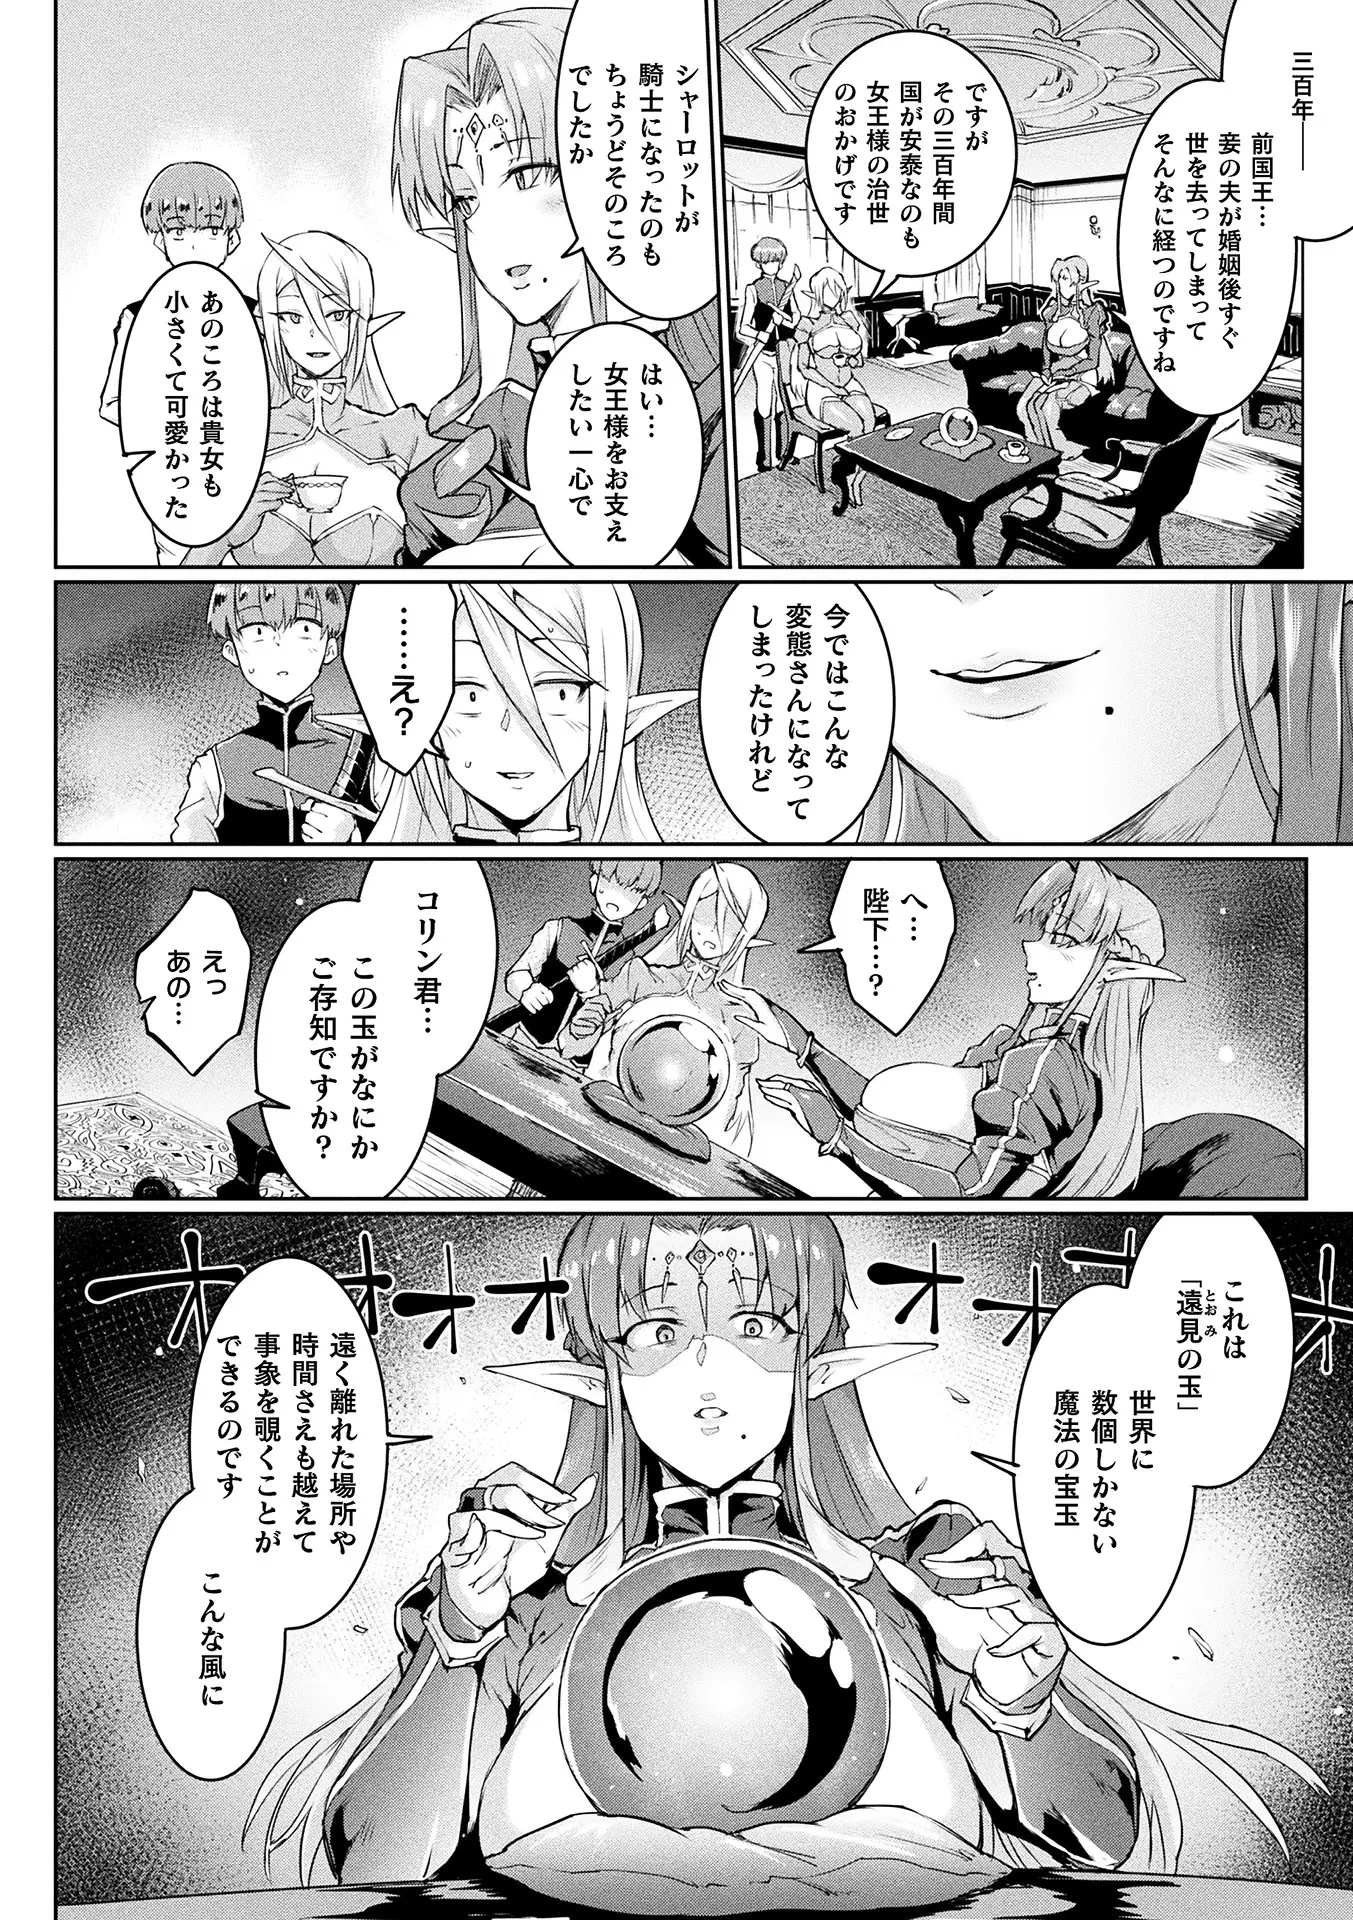 三百年――
前国王…
妾の夫が婚姻後すぐ
世を去ってしまって
そんなに経つのですね
ですが
その三百年間
国が安泰なのも
女王様の治世
のおかげです
シャーロットが
騎士になったのも
ちょうどそのころ
でしたか
はい…
女王様をお支え
したい一心で
あのころは貴女も
小さくて可愛かった
今ではこんな
変態さんになって
しまったけれど
……え？
へ…
陛下…？
コリン君…
この玉がなにか
ご存知ですか？
えっ
あの…
これは
「遠見の玉」
とおみ
世界に
数個しかない
魔法の宝玉
遠く離れた場所や
時間さえも越えて
事象を覗くことが
できるのです
こんな風に
オオオオオオ